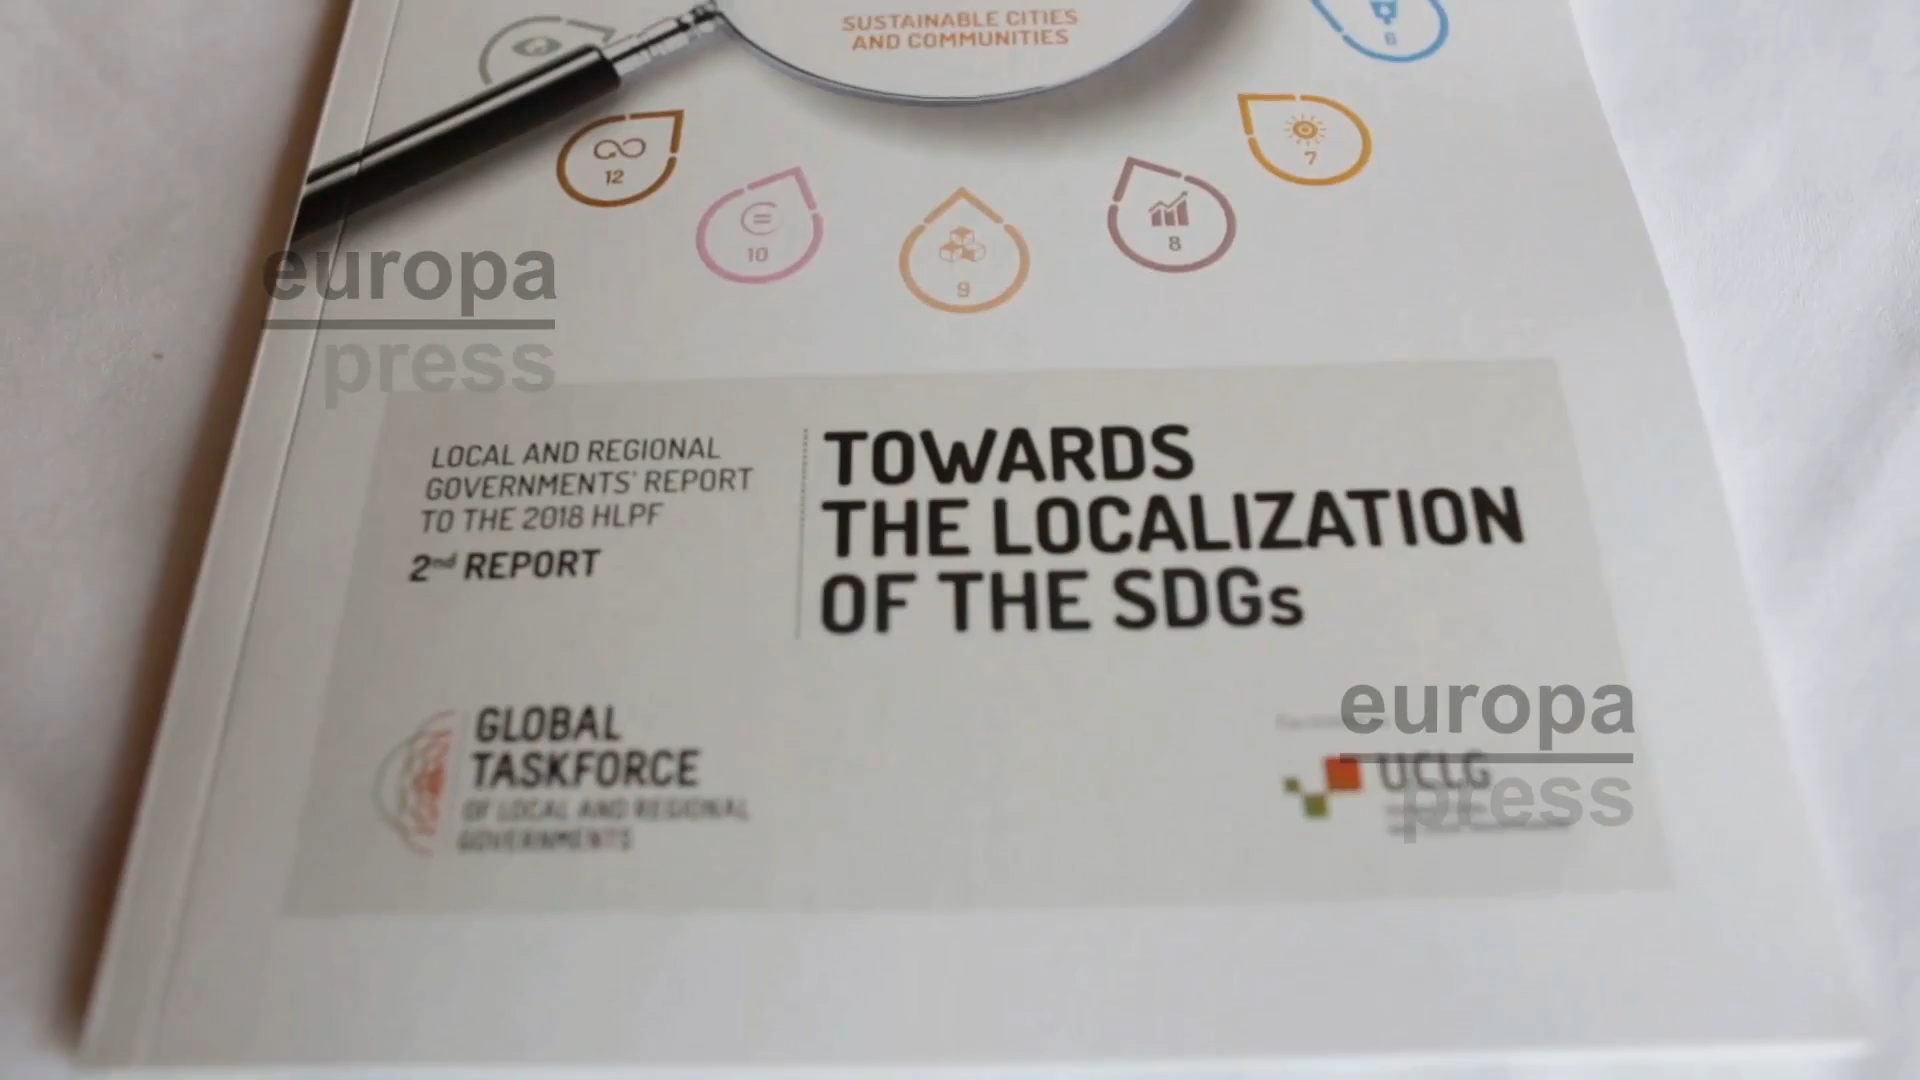 SUSTAINABLE CITIES
AND COMMUNITIES
6
7
12
8
10
9
europa
press
LOCAL AND REGIONAL
GOVERNMENTS' REPORT
TO THE 2018 HLPF
2nd REPORT
TOWARDS
THE LOCALIZATION
OF THE SDGs
GLOBAL
TASKFORCE
OF LOCAL AND REGIONAL
GOVERNMENTS
UCLG
europa
press